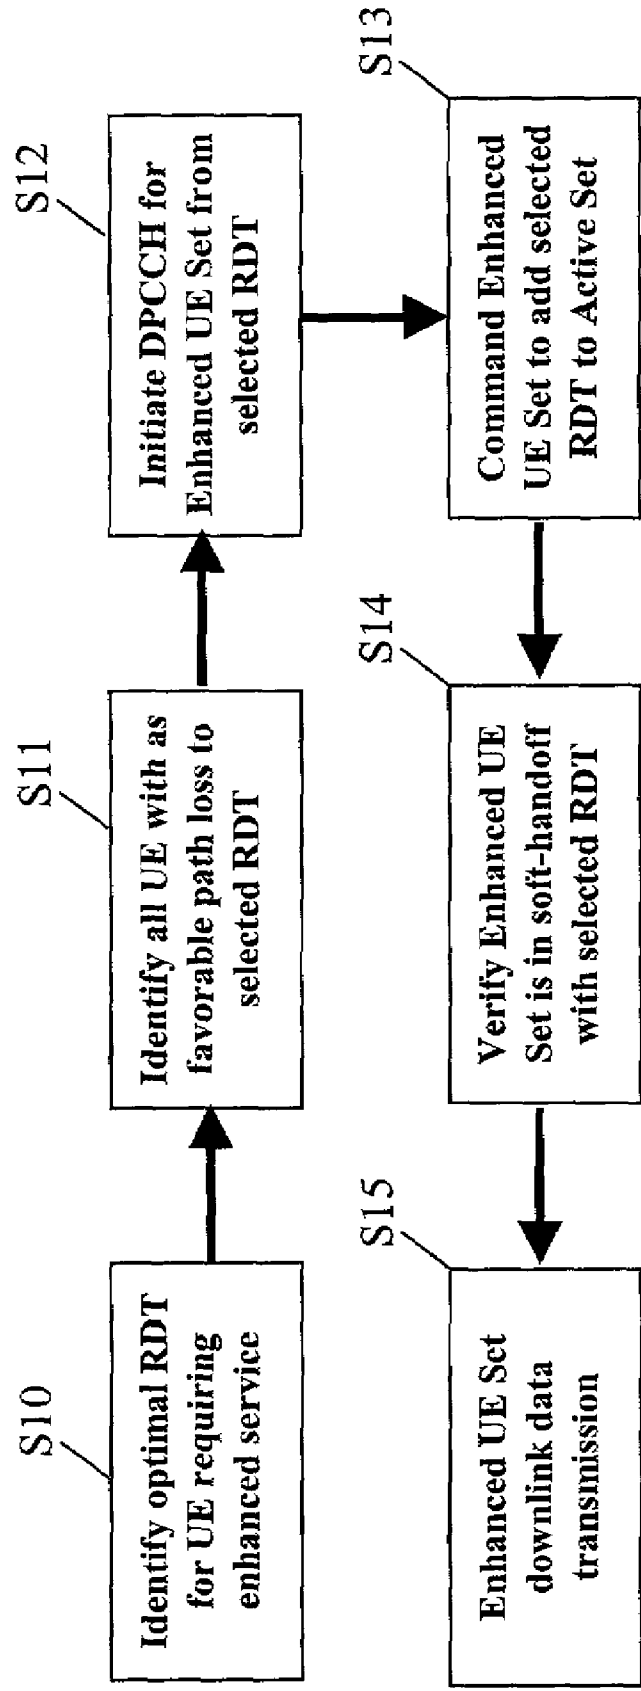 S10
Identify optimal RDT
for UE requiring
enhanced service
S11
Identify all UE with as
favorable path loss to
selected RDT
S12
Initiate DPCCH for
Enhanced UE Set from
selected RDT
S13
Command Enhanced
UE Set to add selected
RDT to Active Set
S14
Verify Enhanced UE
Set is in soft-handoff
with selected RDT
S15
Enhanced UE Set
downlink data
transmission